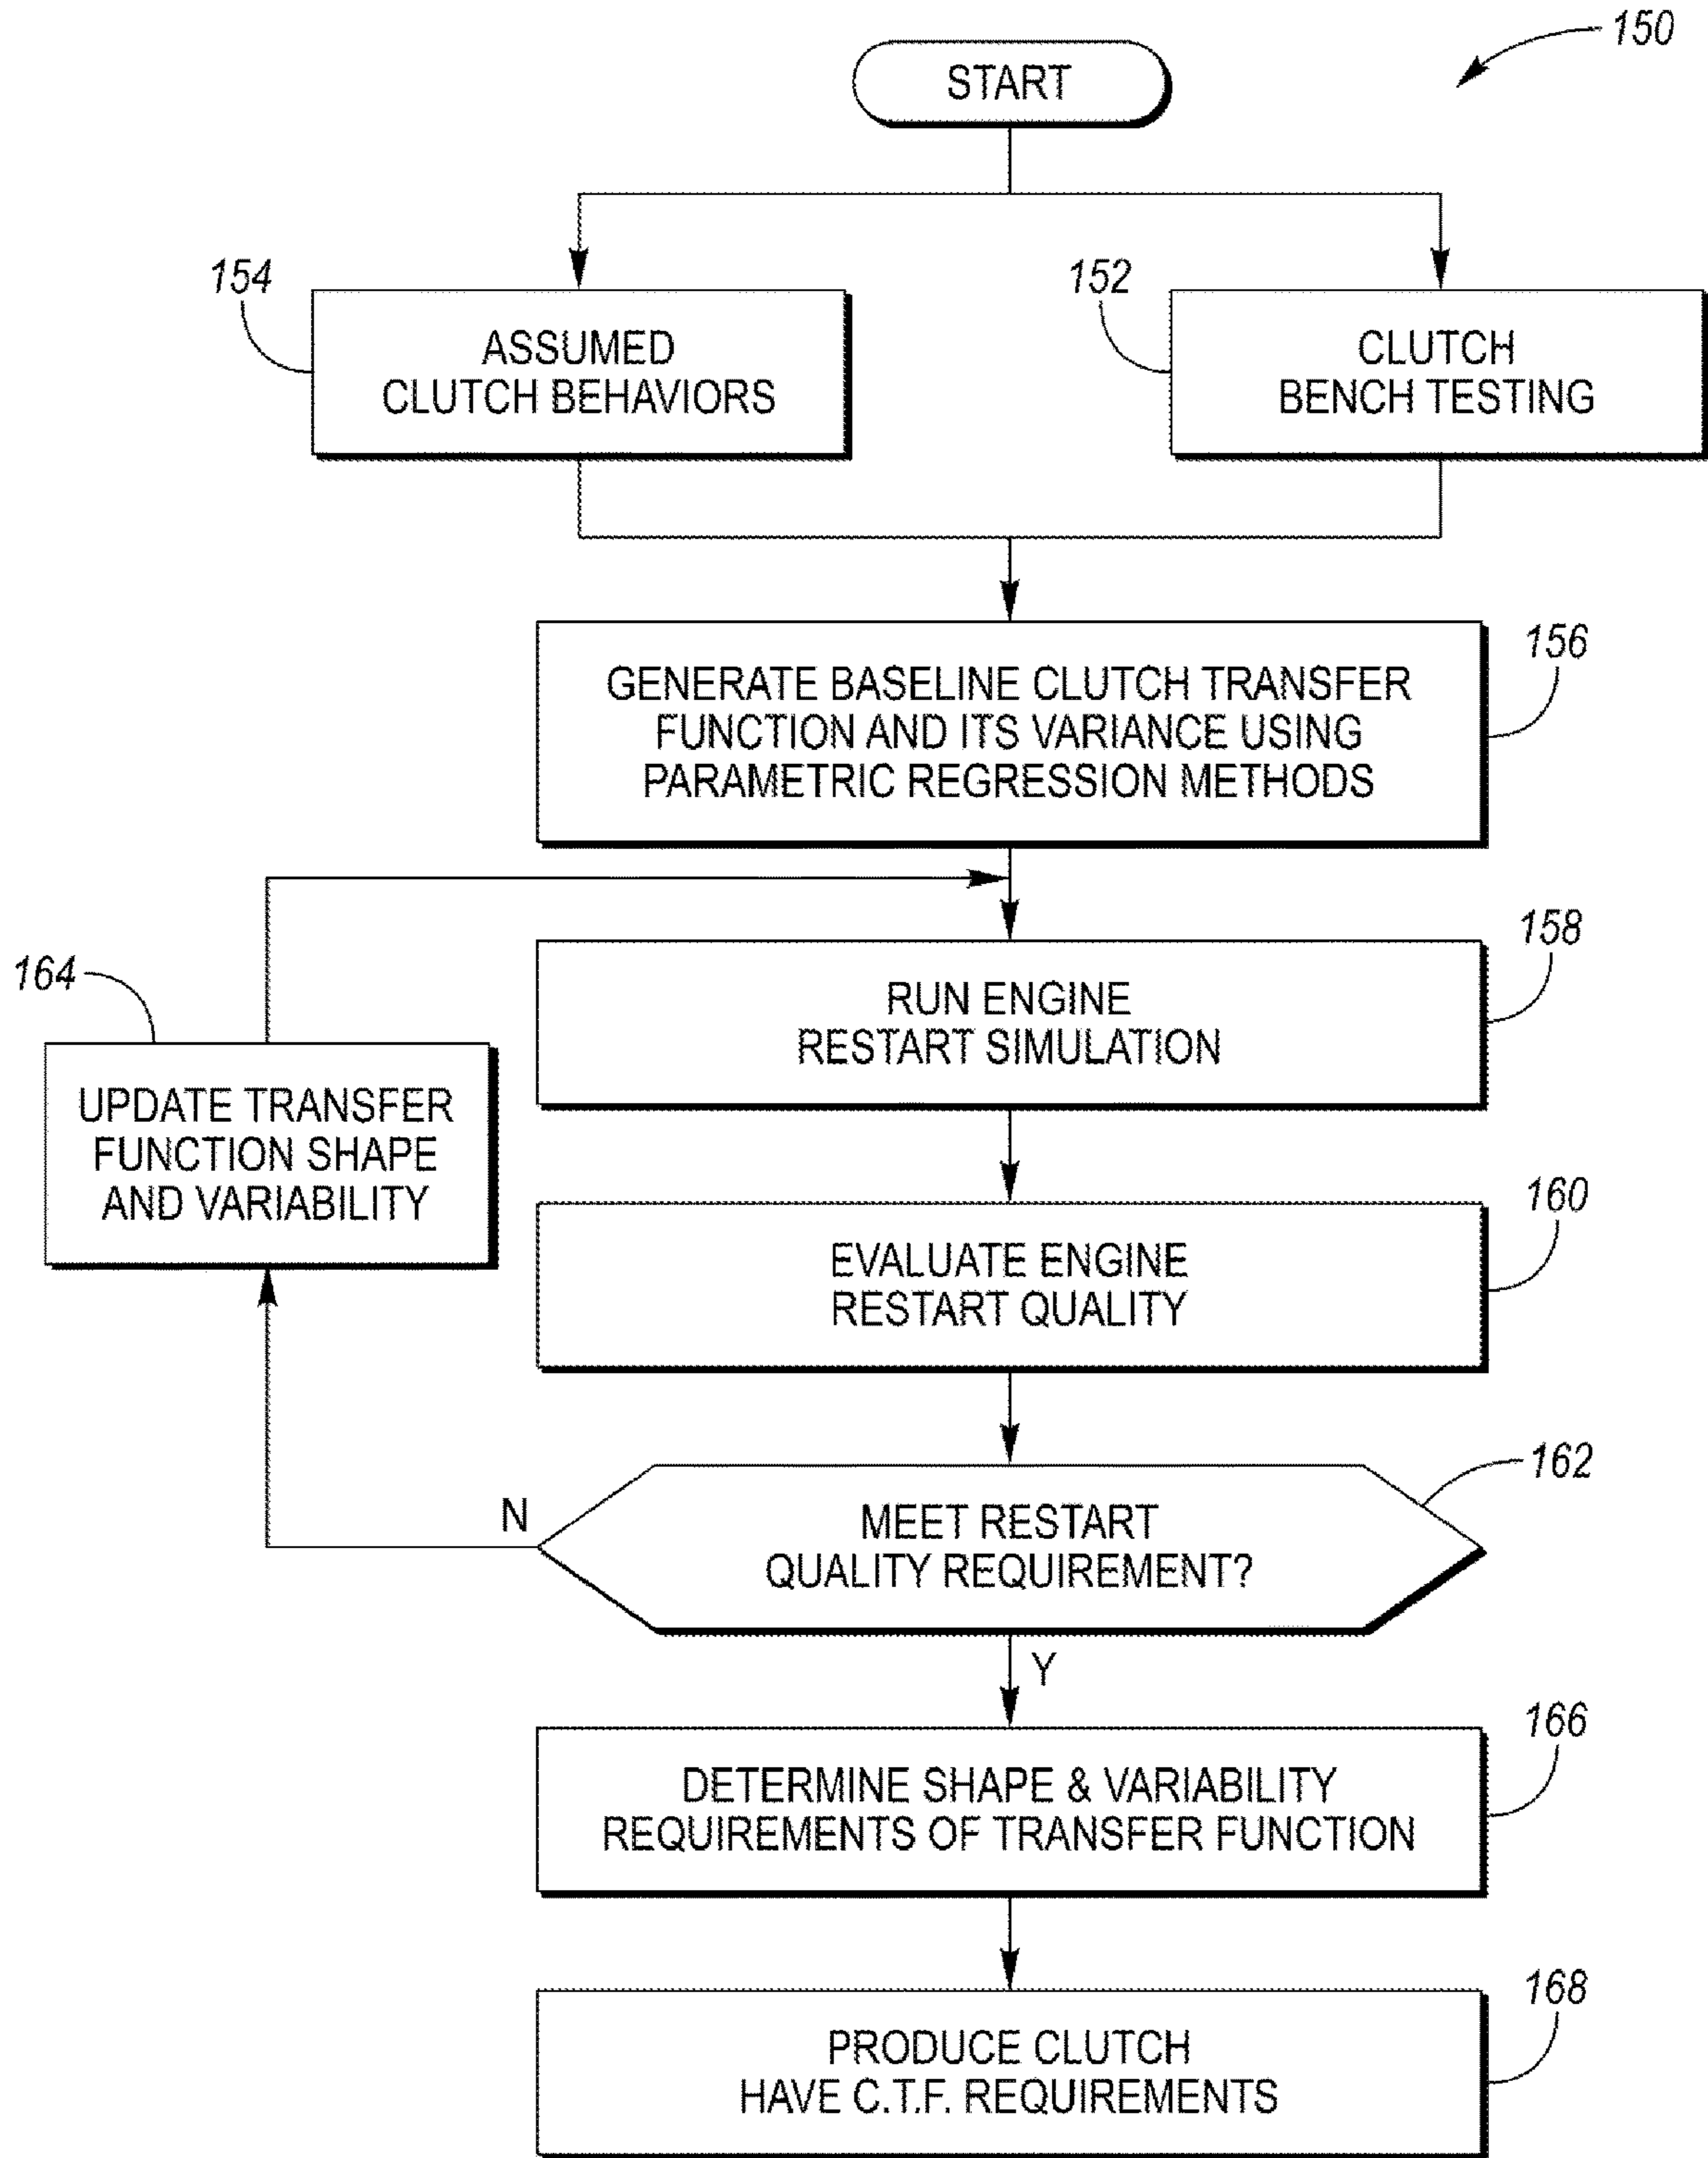 150
START
154
ASSUMED
CLUTCH BEHAVIORS
152
CLUTCH
BENCH TESTING
156
GENERATE BASELINE CLUTCH TRANSFER
FUNCTION AND ITS VARIANCE USING
PARAMETRIC REGRESSION METHODS
158
RUN ENGINE
RESTART SIMULATION
164
UPDATE TRANSFER
FUNCTION SHAPE
AND VARIABILITY
160
EVALUATE ENGINE
RESTART QUALITY
162
N
MEET RESTART
QUALITY REQUIREMENT?
Y
166
DETERMINE SHAPE & VARIABILITY
REQUIREMENTS OF TRANSFER FUNCTION
168
PRODUCE CLUTCH
HAVE C.T.F. REQUIREMENTS